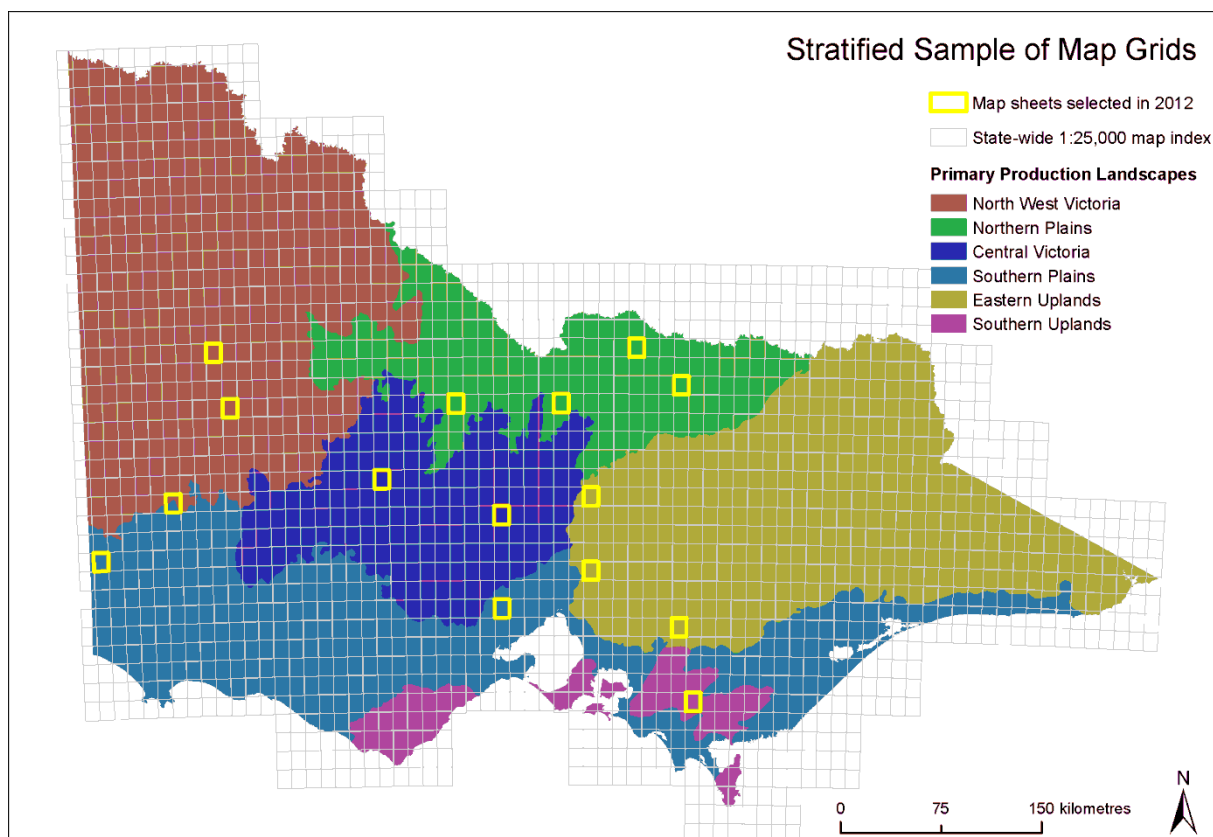 Stratified Sample of Map Grids
Map sheets selected in 2012
State-wide 1:25,000 map index
Primary Production Landscapes
North West Victoria
Northern Plains
Central Victoria
Southern Plains
Eastern Uplands
Southern Uplands
N
0 75 150 kilometres